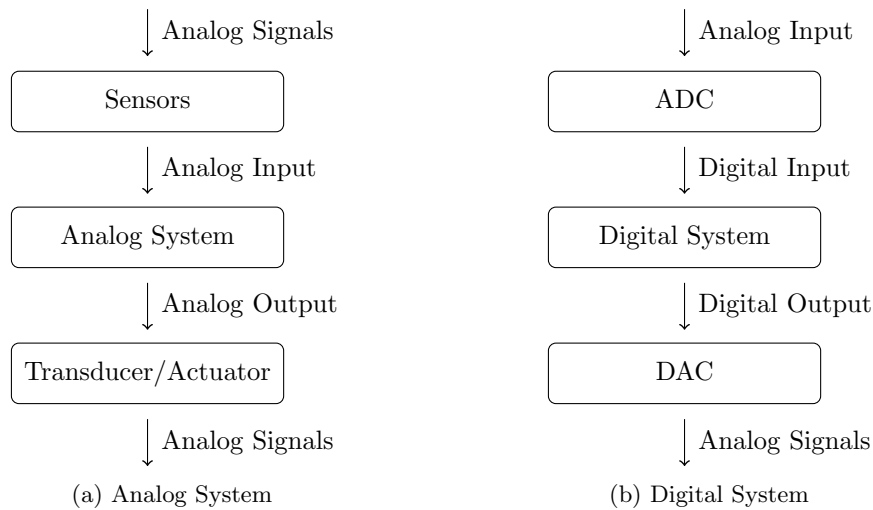 Analog Signals
Sensors
Analog Input
Analog System
Analog Output
Transducer/Actuator
Analog Signals
(a) Analog System
Analog Input
ADC
Digital Input
Digital System
Digital Output
DAC
Analog Signals
(b) Digital System